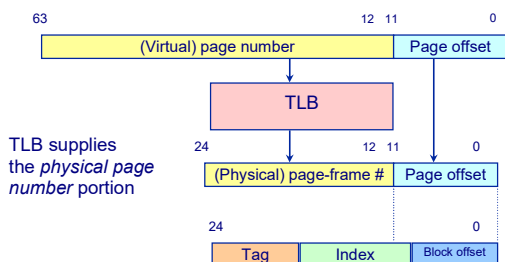 63 12 11 0
(Virtual) page number Page offset
TLB
TLB supplies
the physical page
number portion
24 12 11 0
(Physical) page-frame # Page offset
24 0
Tag Index Block offset